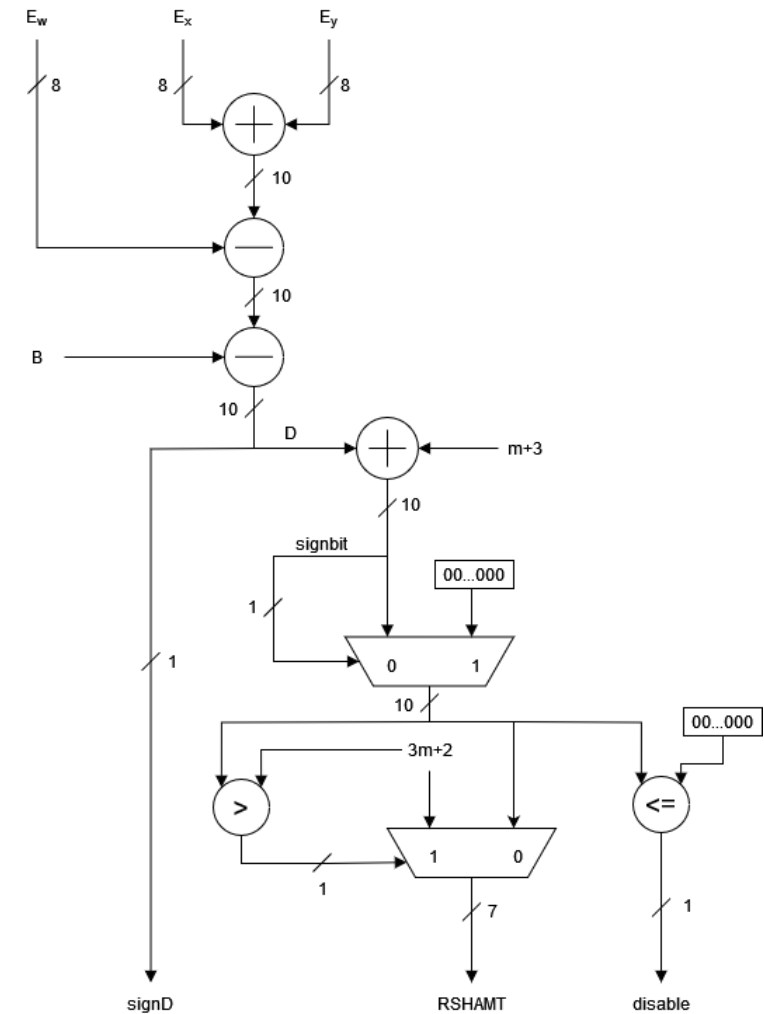 Ew Ex Ey
8 8 8
10
10
B
10
D
m+3
10
signbit
00...000
1
0 1
1
10
00...000
3m+2
> <=
1 0
1
7 1
signD RSHAMT disable